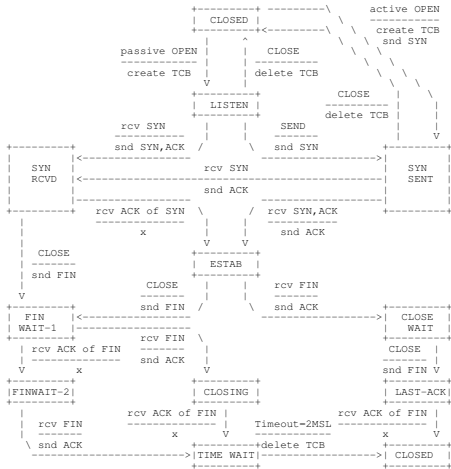 +---------+ ---------\ active OPEN
| CLOSED | \ -----------
+---------+<---------\ \ create TCB
| ^ \ \ snd SYN
passive OPEN | | CLOSE \ \
------------ | | ---------- \ \
create TCB | | delete TCB \ \
V | \ \
+---------+ CLOSE | \
| LISTEN | ---------- | |
+---------+ delete TCB | |
rcv SYN | | SEND | |
----------- | | ------- | V
+---------+ snd SYN,ACK / \ snd SYN +---------+
| |<----------------- ------------------>| |
| SYN | rcv SYN | SYN |
| RCVD |<-----------------------------------------------| SENT |
| | snd ACK | |
| |------------------ -------------------| |
+---------+ rcv ACK of SYN \ / rcv SYN,ACK +---------+
| -------------- | | -----------
| x | | snd ACK
| V V
| CLOSE +---------+
| ------- | ESTAB |
| snd FIN +---------+
| CLOSE | | rcv FIN
V ------- | | -------
+---------+ snd FIN / \ snd ACK +---------+
| FIN |<----------------- ------------------>| CLOSE |
| WAIT-1 |------------------ | WAIT |
+---------+ rcv FIN \ +---------+
| rcv ACK of FIN ------- | CLOSE |
| -------------- snd ACK | ------- |
V x V snd FIN V
+---------+ +---------+ +---------+
|FINWAIT-2| | CLOSING | | LAST-ACK|
+---------+ +---------+ +---------+
| rcv ACK of FIN | rcv ACK of FIN |
| rcv FIN -------------- | Timeout=2MSL -------------- |
| ------- x V ------------ x V
\ snd ACK +---------+delete TCB +---------+
------------------------>|TIME WAIT|------------------>| CLOSED |
+---------+ +---------+